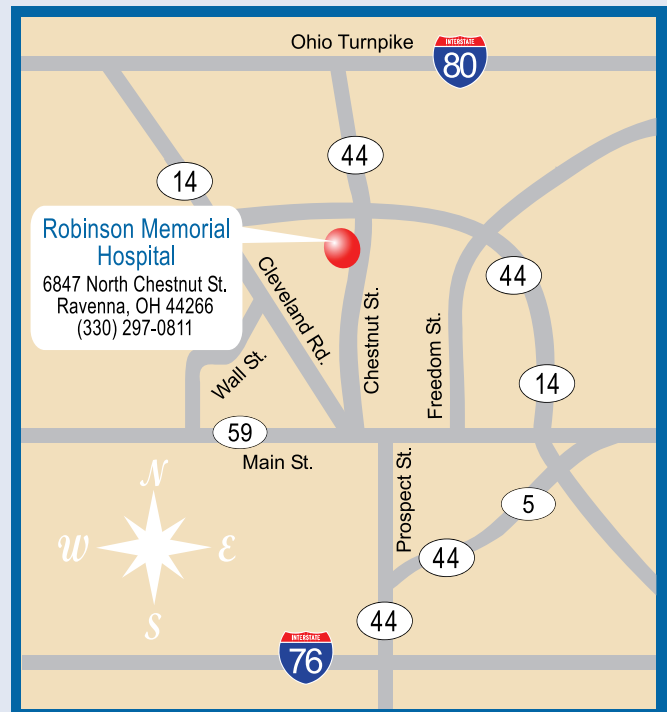 Ohio Turnpike
INTERSTATE
80
44
14
Robinson Memorial
Hospital
6847 North Chestnut St.
Ravenna, OH 44266
(330) 297-0811
44
Cleveland Rd.
Chestnut St.
Freedom St.
Wall St.
14
59
Main St.
Prospect St.
N
W
E
S
5
44
44
INTERSTATE
76